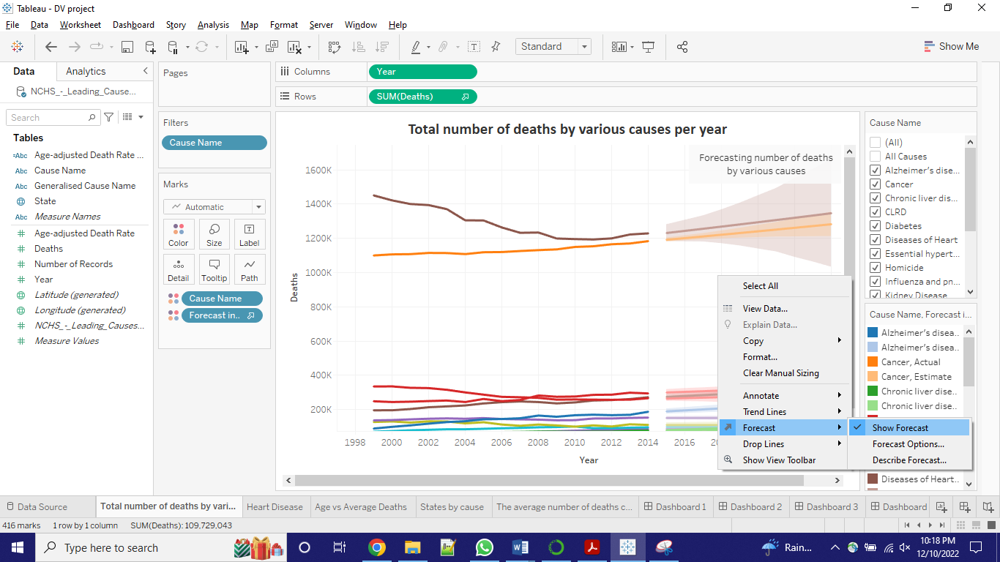 Tableau - DV project
File Data Worksheet Dashboard Story Analysis Map Format Server Window Help
Standard
Show Me
Data Analytics
NCHS_-_Leading_Cause...
Search
Tables
=Abc Age-adjusted Death Rate ...
Abc Cause Name
Abc Generalised Cause Name
State
Abc Measure Names
Age-adjusted Death Rate
Deaths
Number of Records
Year
Latitude (generated)
Longitude (generated)
NCHS_-_Leading_Causes...
Measure Values
Pages
Filters
Cause Name
Marks
Automatic
Color Size Label
Detail Tooltip Path
Cause Name
Forecast in..
Columns Year
Rows SUM(Deaths)
Total number of deaths by various causes per year
Forecasting number of deaths
by various causes
1600K
1400K
1200K
1000K
800K
600K
400K
200K
Deaths
1998 2000 2002 2004 2006 2008 2010 2012 2014 2016
Year
Select All
View Data...
Explain Data...
Copy
Format...
Clear Manual Sizing
Annotate
Trend Lines
Forecast
Drop Lines
Show View Toolbar
Show Forecast
Forecast Options...
Describe Forecast...
Cause Name
(All)
All Causes
Alzheimer's dise...
Cancer
Chronic liver dis...
CLRD
Diabetes
Diseases of Heart
Essential hypert...
Homicide
Influenza and pn...
Kidney Disease
Cause Name, Forecast i...
Alzheimer's disea..
Alzheimer's disea..
Cancer, Actual
Cancer, Estimate
Chronic liver dise..
Chronic liver dise..
Diseases of Heart..
Data Source Total number of deaths by vari... Heart Disease Age vs Average Deaths States by cause The average number of deaths c... Dashboard 1 Dashboard 2 Dashboard 3 Dashboard
416 marks 1 row by 1 column SUM(Deaths): 109,729,043
Type here to search
Rain...
10:18 PM
12/10/2022